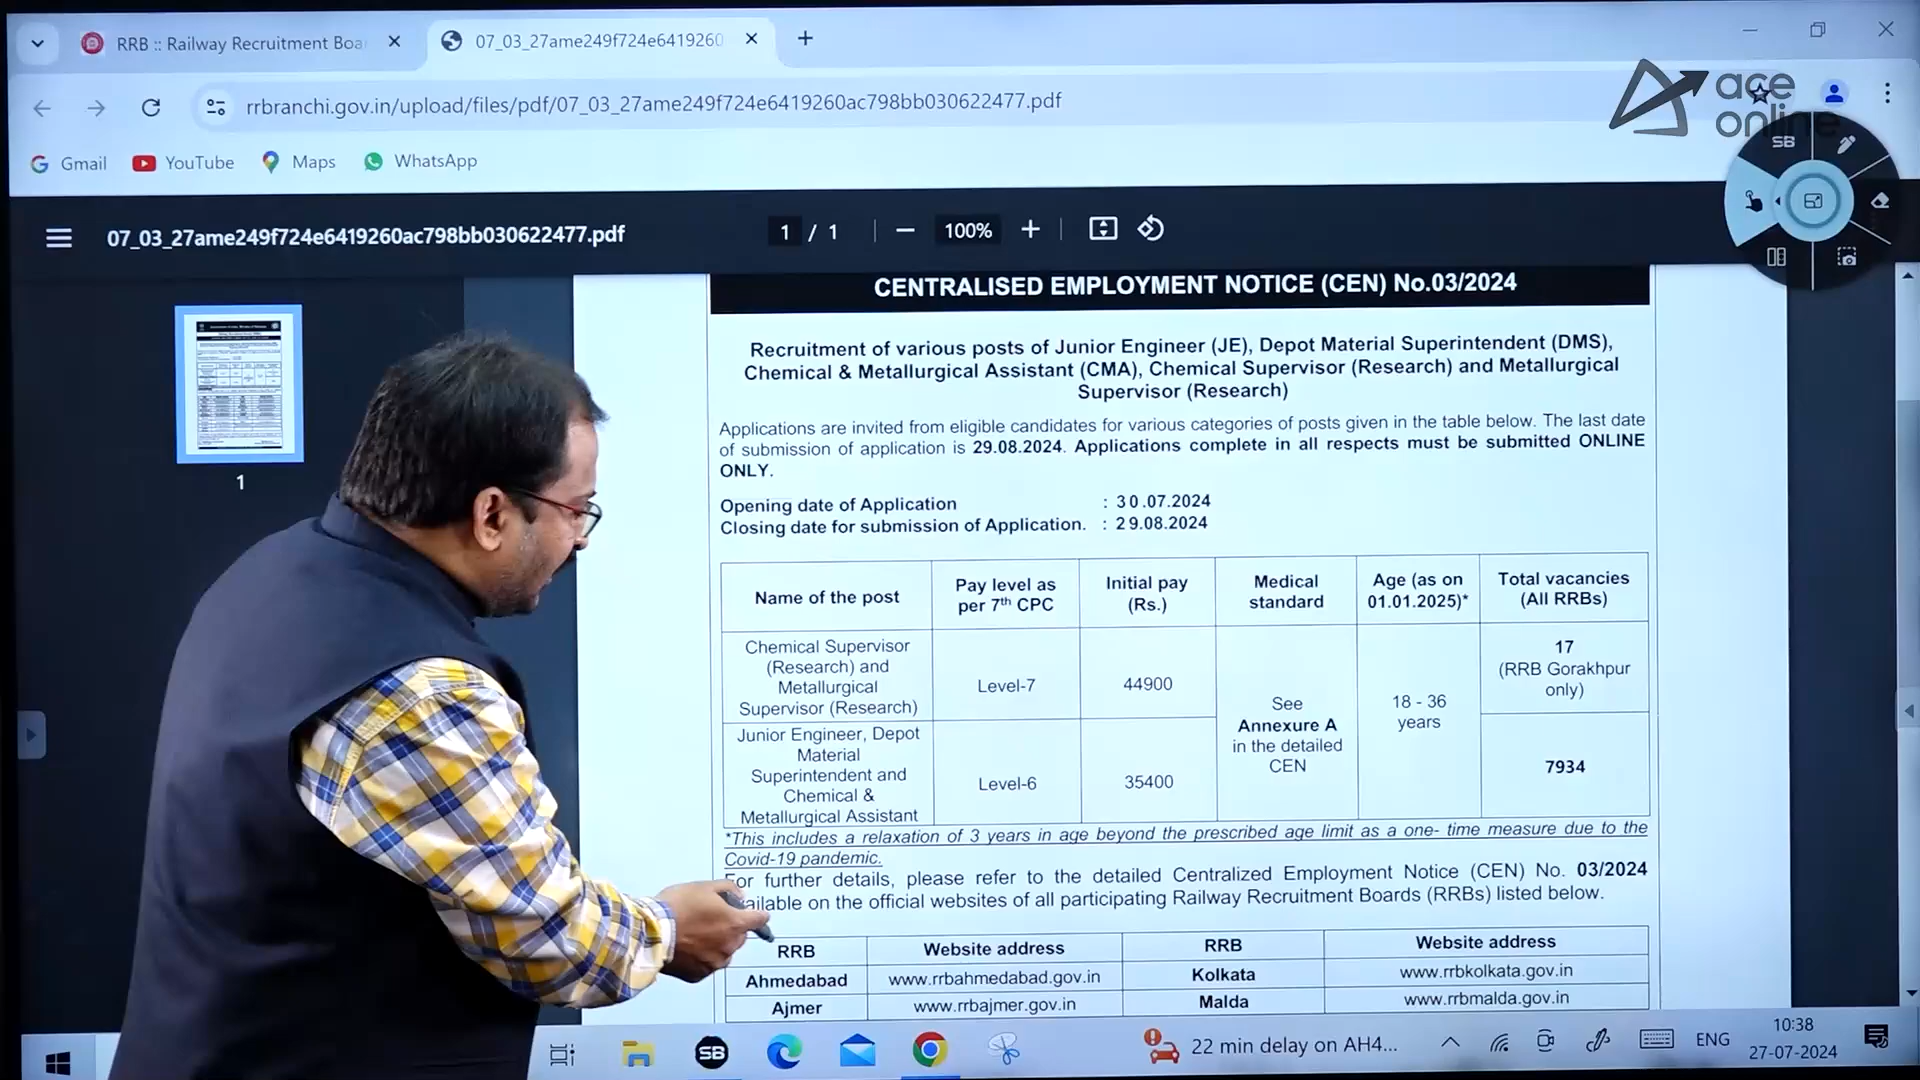 RRB :: Railway Recruitment Boa
07_03_27ame249f724e6419260
rrbranchi.gov.in/upload/files/pdf/07_03_27ame249f724e6419260ac798bb030622477.pdf
ace
online
Gmail
YouTube
Maps
WhatsApp
SB
07_03_27ame249f724e6419260ac798bb030622477.pdf
1 / 1
100%
1
CENTRALISED EMPLOYMENT NOTICE (CEN) No.03/2024
Recruitment of various posts of Junior Engineer (JE), Depot Material Superintendent (DMS),
Chemical & Metallurgical Assistant (CMA), Chemical Supervisor (Research) and Metallurgical
Supervisor (Research)
Applications are invited from eligible candidates for various categories of posts given in the table below. The last date
of submission of application is 29.08.2024. Applications complete in all respects must be submitted ONLINE
ONLY.
Opening date of Application : 30.07.2024
Closing date for submission of Application. : 29.08.2024
Name of the post
Pay level as
per 7th CPC
Initial pay
(Rs.)
Medical
standard
Age (as on
01.01.2025)*
Total vacancies
(All RRBs)
Chemical Supervisor
(Research) and
Metallurgical
Supervisor (Research)
Level-7
44900
See
Annexure A
in the detailed
CEN
18 - 36
years
17
(RRB Gorakhpur
only)
Junior Engineer, Depot
Material
Superintendent and
Chemical &
Metallurgical Assistant
Level-6
35400
7934
*This includes a relaxation of 3 years in age beyond the prescribed age limit as a one- time measure due to the
Covid-19 pandemic.
For further details, please refer to the detailed Centralized Employment Notice (CEN) No. 03/2024
on the official websites of all participating Railway Recruitment Boards (RRBs) listed below.
RRB Website address RRB Website address
Ahmedabad www.rrbahmedabad.gov.in Kolkata www.rrbkolkata.gov.in
Ajmer www.rrbajmer.gov.in Malda www.rrbmalda.gov.in
SB
22 min delay on AH4...
ENG
10:38
27-07-2024